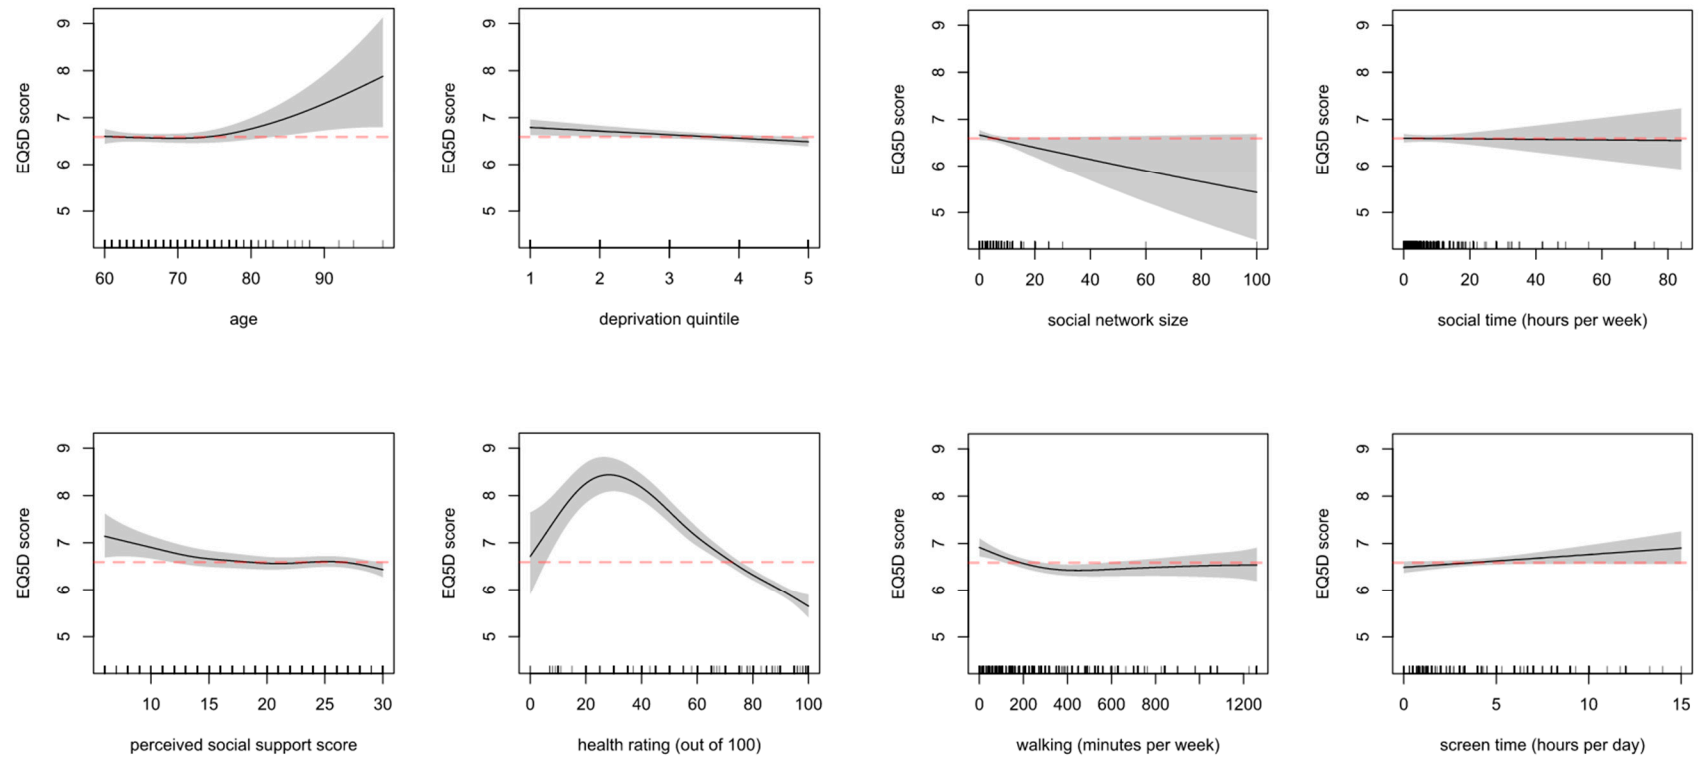 9
8
7
6
5
EQ5D score
60 70 80 90
age
9
8
7
6
5
EQ5D score
1 2 3 4 5
deprivation quintile
9
8
7
6
5
EQ5D score
0 20 40 60 80 100
social network size
9
8
7
6
5
EQ5D score
0 20 40 60 80
social time (hours per week)
9
8
7
6
5
EQ5D score
10 15 20 25 30
perceived social support score
9
8
7
6
5
EQ5D score
0 20 40 60 80 100
health rating (out of 100)
9
8
7
6
5
EQ5D score
0 200 400 600 800 1200
walking (minutes per week)
9
8
7
6
5
EQ5D score
0 5 10 15
screen time (hours per day)